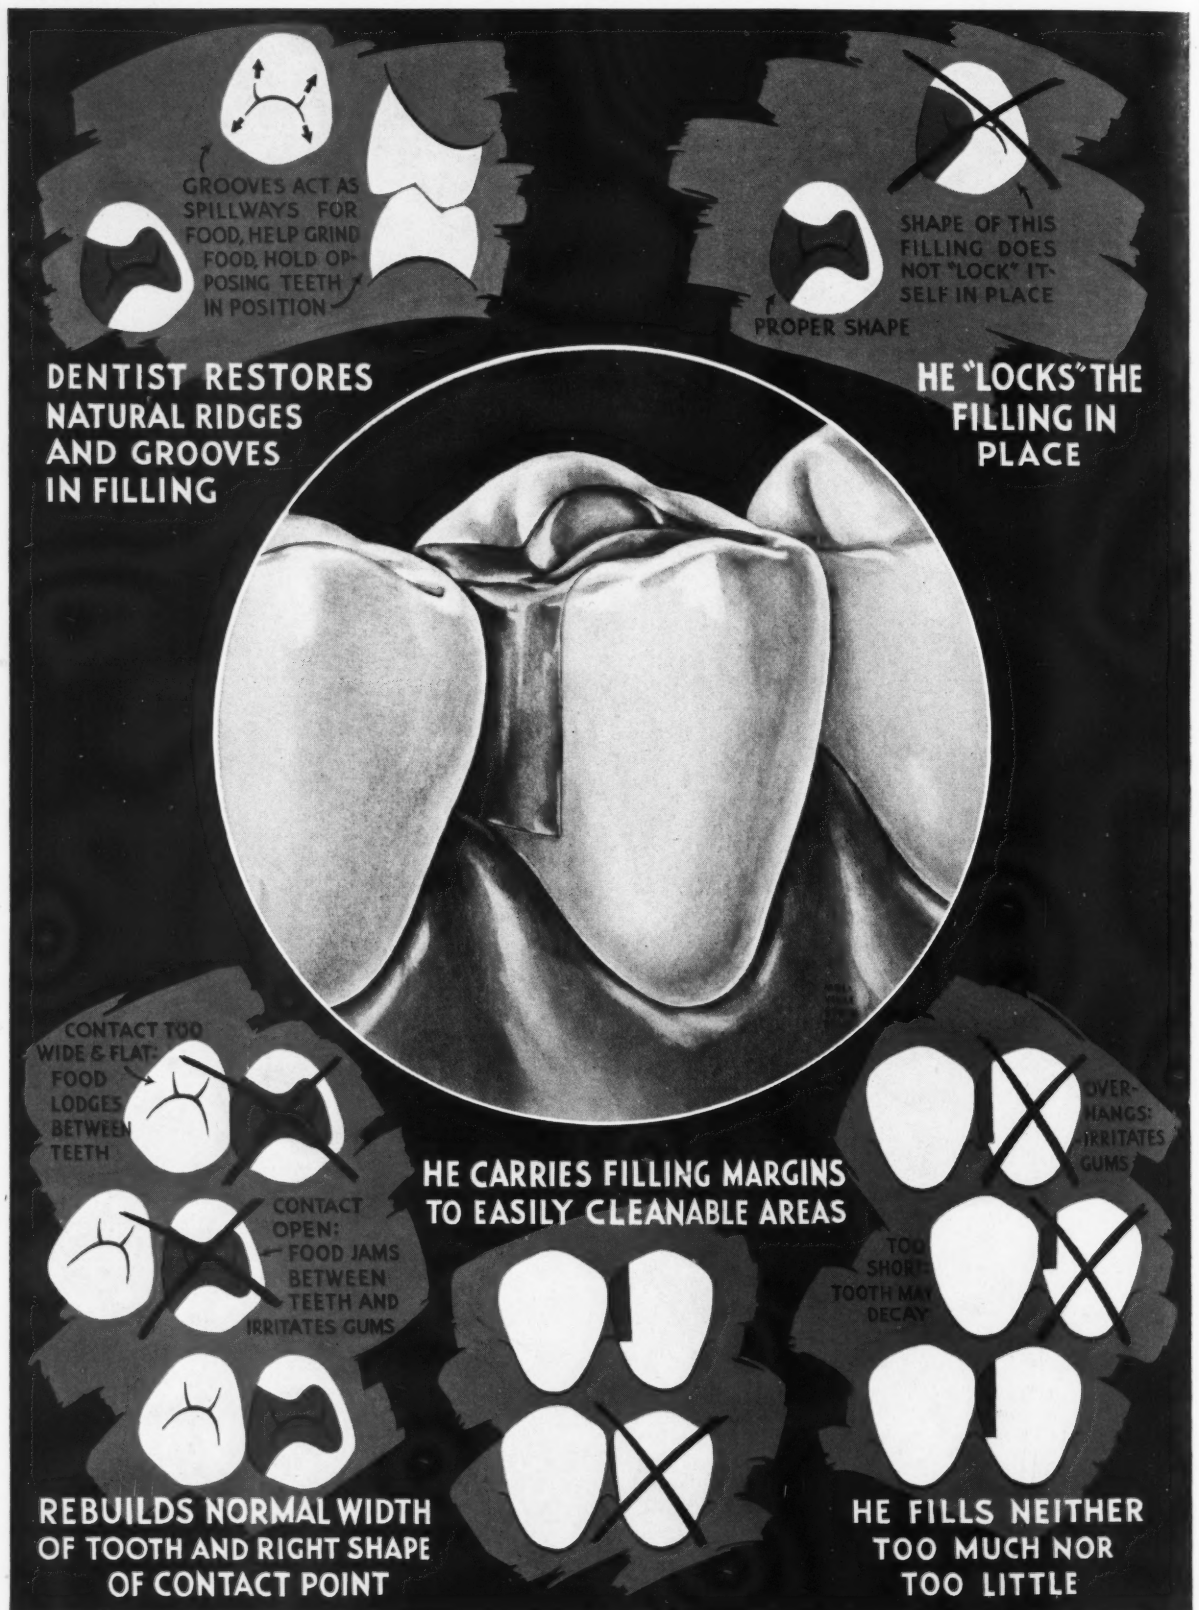 GROOVES ACT AS
SPILLWAYS FOR
FOOD, HELP GRIND
FOOD, HOLD OP-
POSING TEETH
IN POSITION
DENTIST RESTORES
NATURAL RIDGES
AND GROOVES
IN FILLING
SHAPE OF THIS
FILLING DOES
NOT "LOCK" IT-
SELF IN PLACE
PROPER SHAPE
HE "LOCKS" THE
FILLING IN
PLACE
CONTACT TOO
WIDE & FLAT:
FOOD
LODGES
BETWEEN
TEETH
CONTACT
OPEN:
FOOD JAMS
BETWEEN
TEETH AND
IRRITATES GUMS
REBUILDS NORMAL WIDTH
OF TOOTH AND RIGHT SHAPE
OF CONTACT POINT
HE CARRIES FILLING MARGINS
TO EASILY CLEANABLE AREAS
OVER-
HANGS:
IRRITATES
GUMS
TOO
SHORT:
TOOTH MAY
DECAY
HE FILLS NEITHER
TOO MUCH NOR
TOO LITTLE